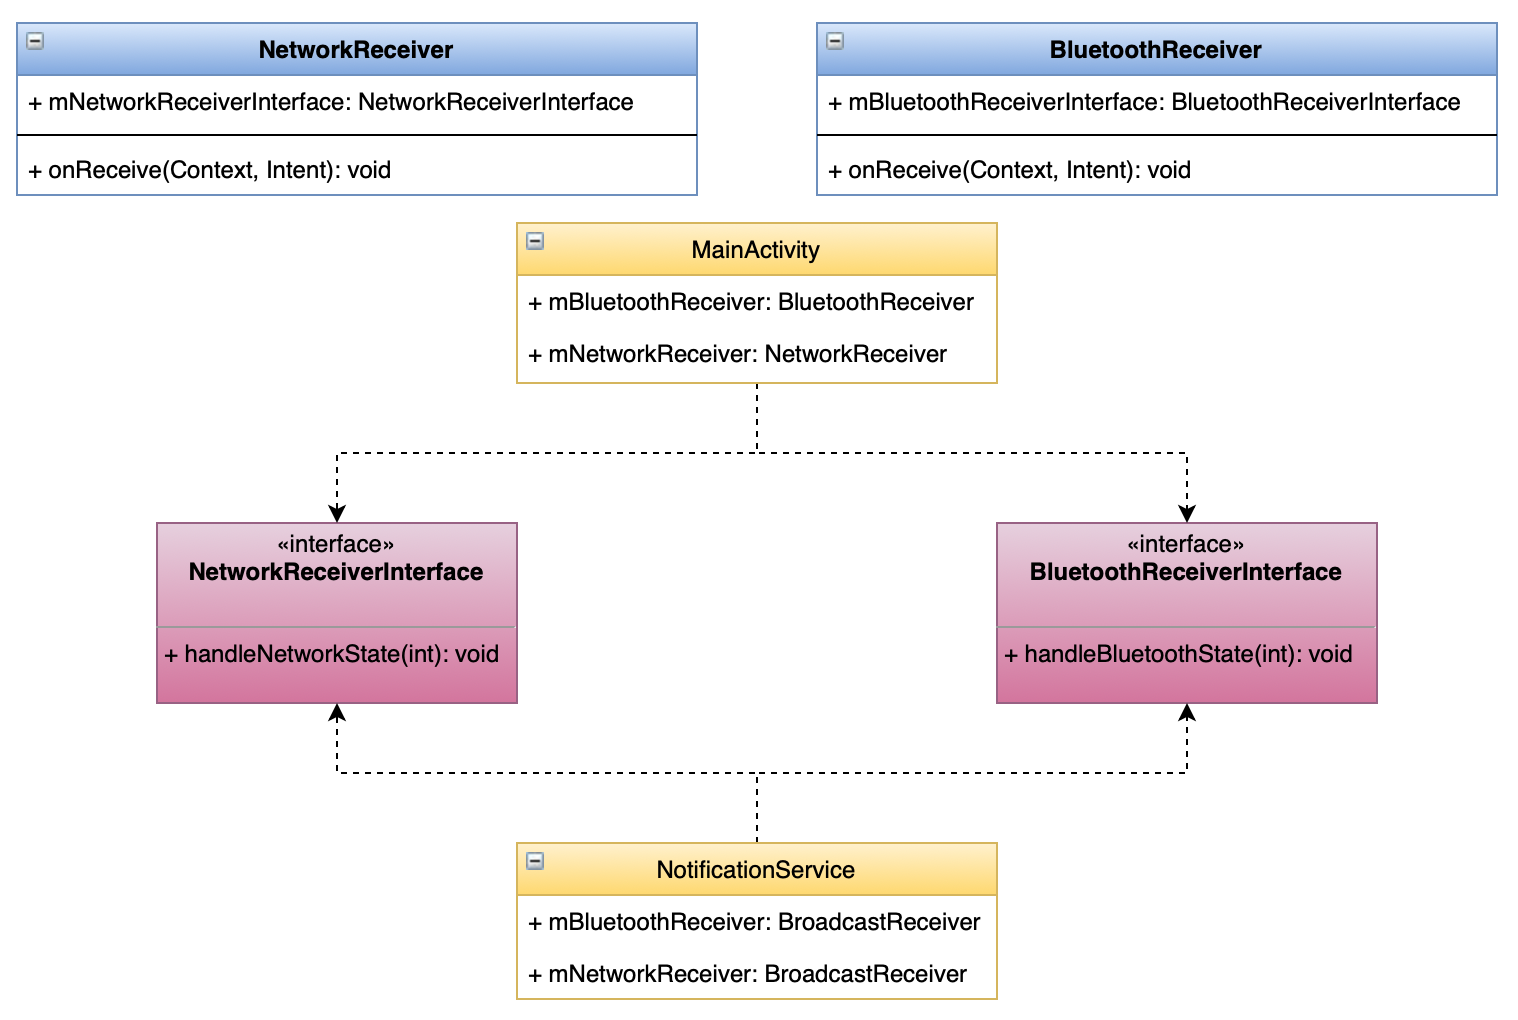 NetworkReceiver
+ mNetworkReceiverInterface: NetworkReceiverInterface
+ onReceive(Context, Intent): void
BluetoothReceiver
+ mBluetoothReceiverInterface: BluetoothReceiverInterface
+ onReceive(Context, Intent): void
MainActivity
+ mBluetoothReceiver: BluetoothReceiver
+ mNetworkReceiver: NetworkReceiver
«interface»
NetworkReceiverInterface
+ handleNetworkState(int): void
«interface»
BluetoothReceiverInterface
+ handleBluetoothState(int): void
NotificationService
+ mBluetoothReceiver: BroadcastReceiver
+ mNetworkReceiver: BroadcastReceiver